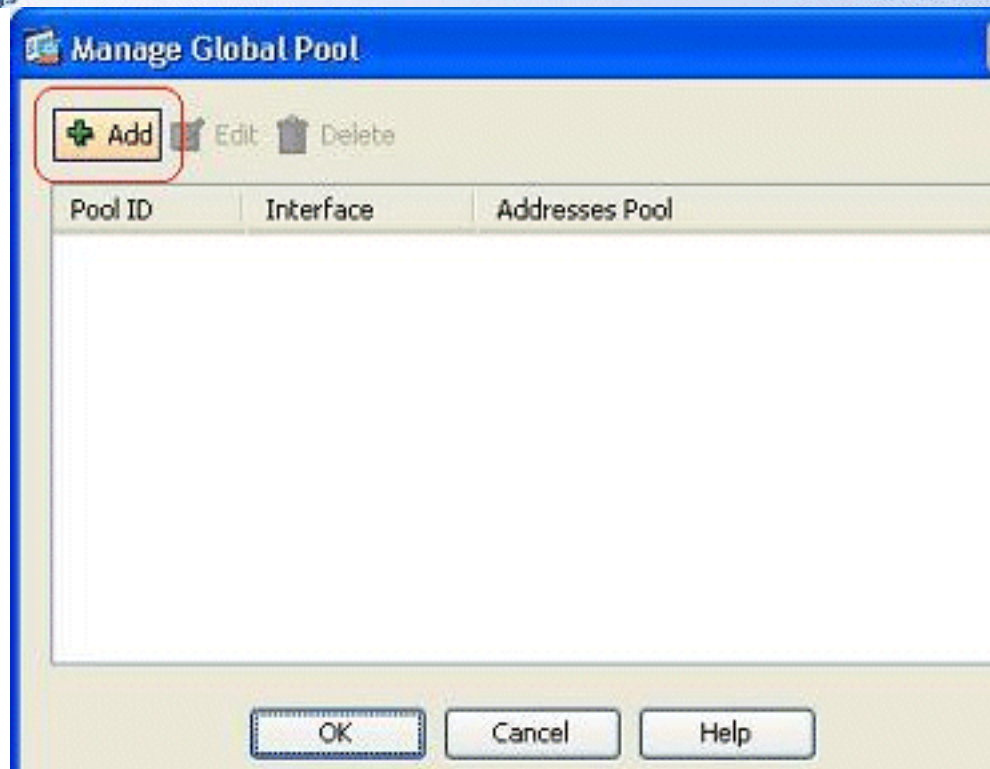 Manage Global Pool
Add Edit Delete
Pool ID Interface Addresses Pool
OK Cancel Help